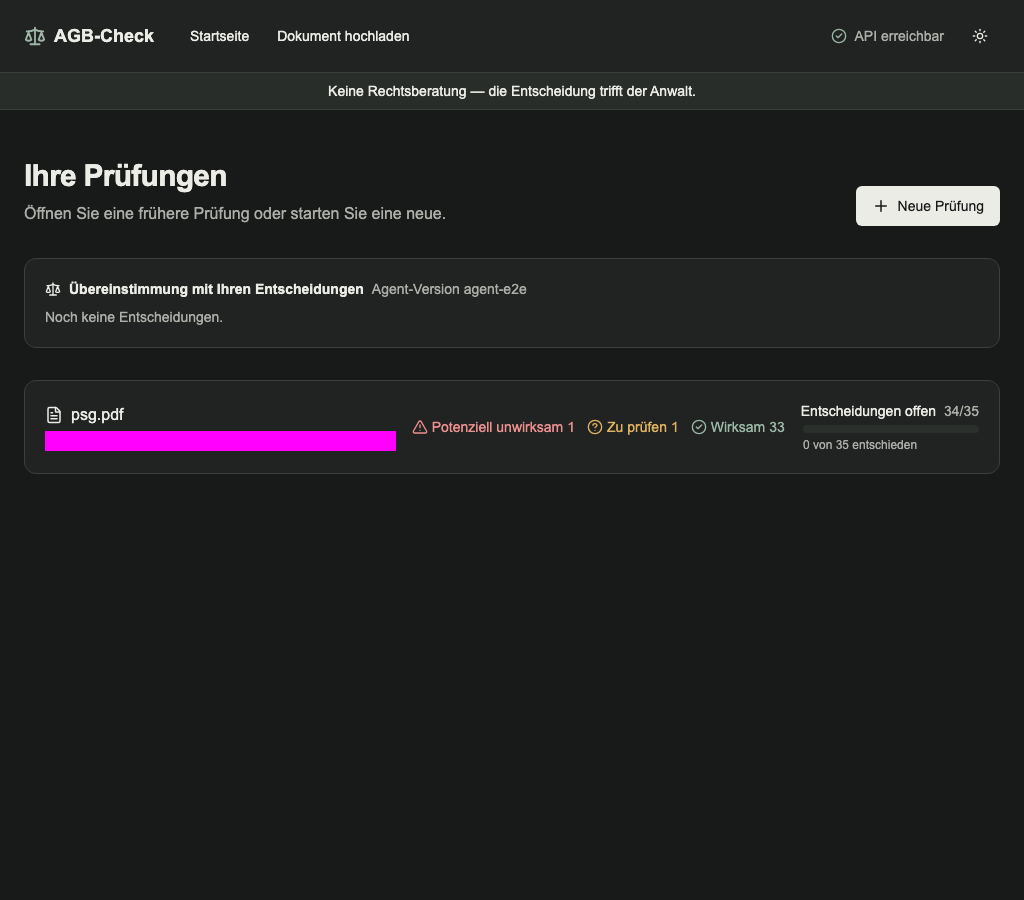 AGB-Check
Startseite
Dokument hochladen
API erreichbar
Keine Rechtsberatung — die Entscheidung trifft der Anwalt.
Ihre Prüfungen
Öffnen Sie eine frühere Prüfung oder starten Sie eine neue.
Neue Prüfung
Übereinstimmung mit Ihren Entscheidungen Agent-Version agent-e2e
Noch keine Entscheidungen.
psg.pdf
Potenziell unwirksam 1
Zu prüfen 1
Wirksam 33
Entscheidungen offen 34/35
0 von 35 entschieden